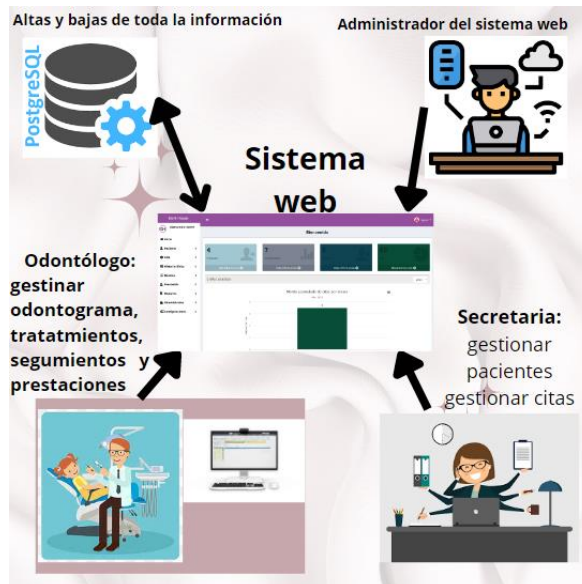 Altas y bajas de toda la información
Administrador del sistema web
PostgreSQL
Sistema
web
Bienvenido
Odontólogo:
gestinar
odontograma,
tratatmientos,
segumientos y
prestaciones
Secretaria:
gestionar
pacientes
gestionar citas